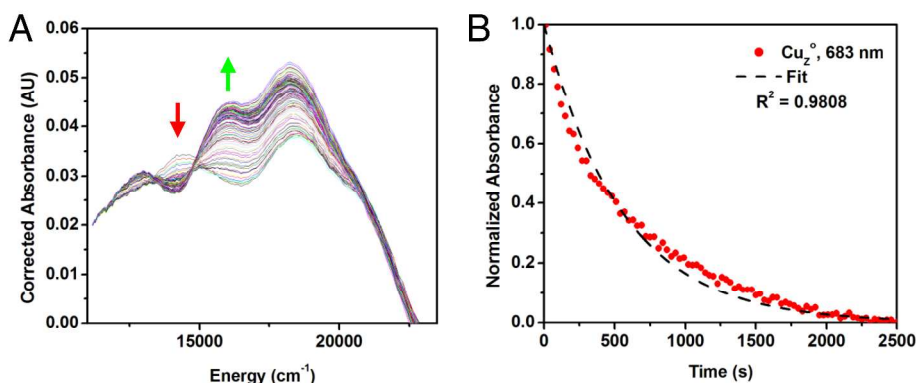 A
Corrected Absorbance (AU)
0.06
0.05
0.04
0.03
0.02
0.01
0.00
15000 20000
Energy (cm⁻¹)
B
Normalized Absorbance
1.0
0.8
0.6
0.4
0.2
0.0
0 500 1000 1500 2000 2500
Time (s)
Cu_Z°, 683 nm
Fit
R² = 0.9808